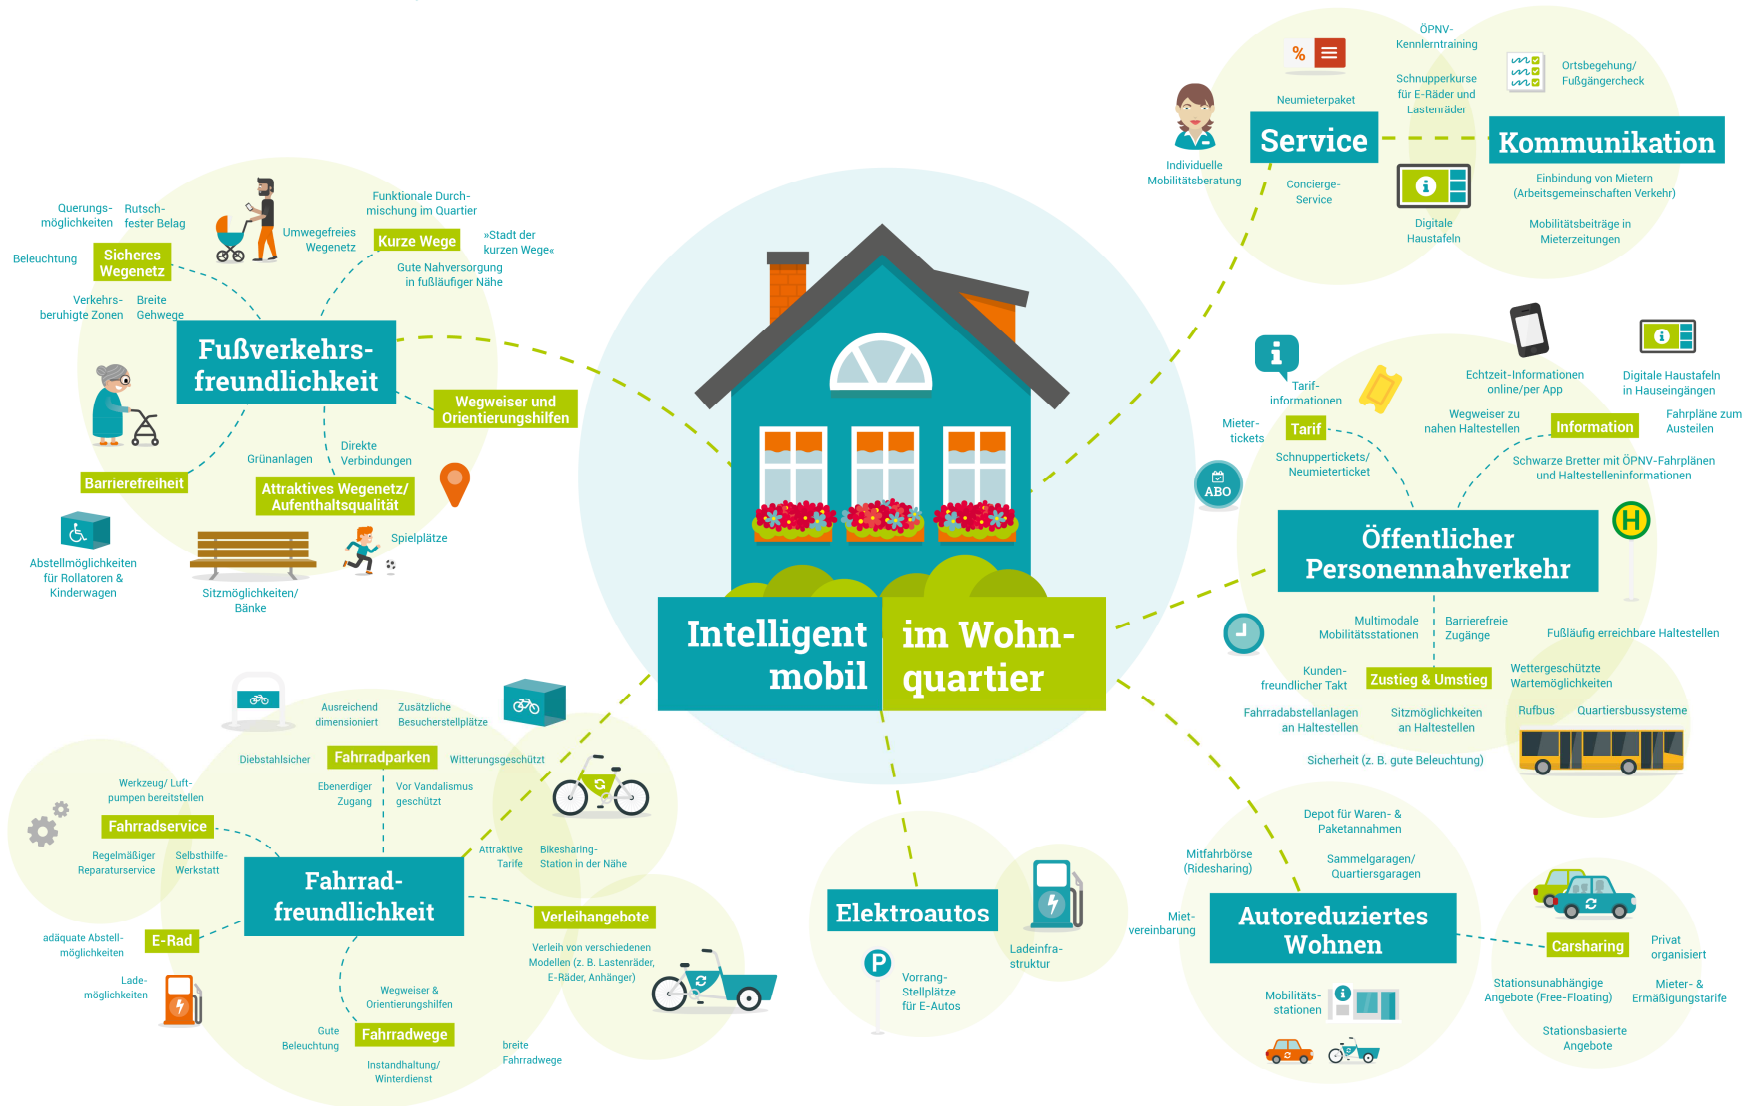 Intelligent
mobil
im Wohn-
quartier
Fußverkehrs-
freundlichkeit
Querungs-
möglichkeiten
Rutsch-
fester Belag
Beleuchtung
Sicheres
Wegenetz
Verkehrs-
beruhigte Zonen
Breite
Gehwege
Funktionale Durch-
mischung im Quartier
Umwegefreies
Wegenetz
Kurze Wege
»Stadt der
kurzen Wege«
Gute Nahversorgung
in fußläufiger Nähe
Wegweiser und
Orientierungshilfen
Grünanlagen
Direkte
Verbindungen
Attraktives Wegenetz/
Aufenthaltsqualität
Spielplätze
Sitzmöglichkeiten/
Bänke
Barrierefreiheit
Abstellmöglichkeiten
für Rollatoren &
Kinderwagen
%
Neumieterpaket
Service
Individuelle
Mobilitätsberatung
Concierge-
Service
ÖPNV-
Kennlerntraining
Schnupperkurse
für E-Räder und
Lastenräder
i
Digitale
Haustafeln
Ortsbegehung/
Fußgängercheck
Kommunikation
Einbindung von Mietern
(Arbeitsgemeinschaften Verkehr)
Mobilitätsbeiträge in
Mieterzeitungen
i
Tarif-
informationen
Mieter-
tickets
Tarif
Schnuppertickets/
Neumieterticket
ABO
Echtzeit-Informationen
online/per App
i
Digitale Haustafeln
in Hauseingängen
Wegweiser zu
nahen Haltestellen
Information
Fahrpläne zum
Austeilen
Schwarze Bretter mit ÖPNV-Fahrplänen
und Haltestelleninformationen
H
Öffentlicher
Personennahverkehr
Multimodale
Mobilitätsstationen
Barrierefreie
Zugänge
Fußläufig erreichbare Haltestellen
Kunden-
freundlicher Takt
Zustieg & Umstieg
Wettergeschützte
Wartemöglichkeiten
Fahrradabstellanlagen
an Haltestellen
Sitzmöglichkeiten
an Haltestellen
Rufbus
Quartiersbussysteme
Sicherheit (z. B. gute Beleuchtung)
Ausreichend
dimensioniert
Zusätzliche
Besucherstellplätze
Diebstahlsicher
Fahrradparken
Witterungsgeschützt
Ebenerdiger
Zugang
Vor Vandalismus
geschützt
Werkzeug/ Luft-
pumpen bereitstellen
Fahrradservice
Regelmäßiger
Reparaturservice
Selbsthilfe-
Werkstatt
Fahrrad-
freundlichkeit
Attraktive
Tarife
Bikesharing-
Station in der Nähe
Verleihangebote
Verleih von verschiedenen
Modellen (z. B. Lastenräder,
E-Räder, Anhänger)
adäquate Abstell-
möglichkeiten
E-Rad
Lade-
möglichkeiten
Wegweiser &
Orientierungshilfen
Gute
Beleuchtung
Fahrradwege
breite
Fahrradwege
Instandhaltung/
Winterdienst
Elektroautos
Ladeinfra-
struktur
P
Vorrang-
Stellplätze
für E-Autos
Depot für Waren- &
Paketannahmen
Mitfahrbörse
(Ridesharing)
Sammelgaragen/
Quartiersgaragen
Miet-
vereinbarung
Autoreduziertes
Wohnen
Mobilitäts-
stationen
i
Carsharing
Privat
organisiert
Stationsunabhängige
Angebote (Free-Floating)
Mieter- &
Ermäßigungstarife
Stationsbasierte
Angebote